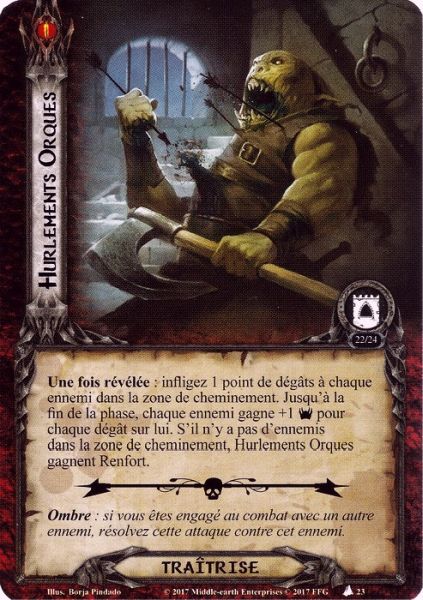 HURLEMENTS ORQUES
22/24
Une fois révélée : infligez 1 point de dégâts à chaque
ennemi dans la zone de cheminement. Jusqu'à la
fin de la phase, chaque ennemi gagne +1 pour
chaque dégât sur lui. S'il n'y a pas d'ennemis
dans la zone de cheminement, Hurlements Orques
gagnent Renfort.
Ombre : si vous êtes engagé au combat avec un autre
ennemi, résolvez cette attaque contre cet ennemi.
TRAÎTRISE
Illus. Borja Pindado © 2017 Middle-earth Enterprises © 2017 FFG 23